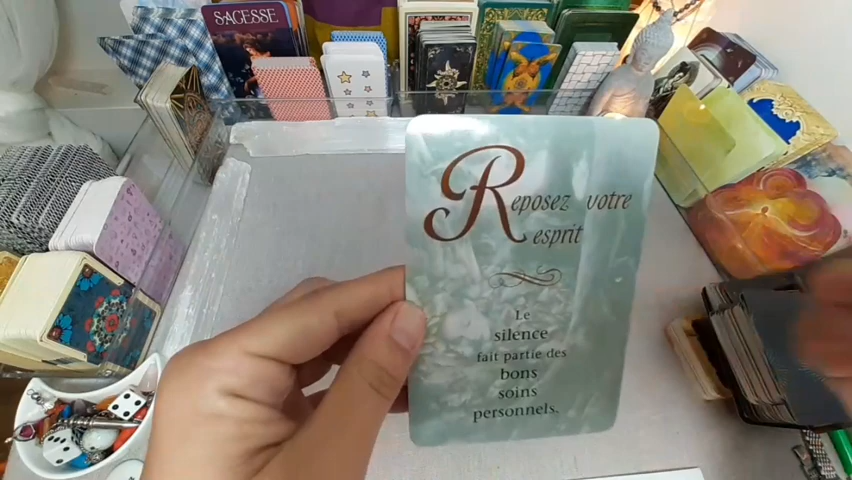 SAGESSE
Reposez votre
esprit
Le
silence
fait partie des
bons
soins
personnels.